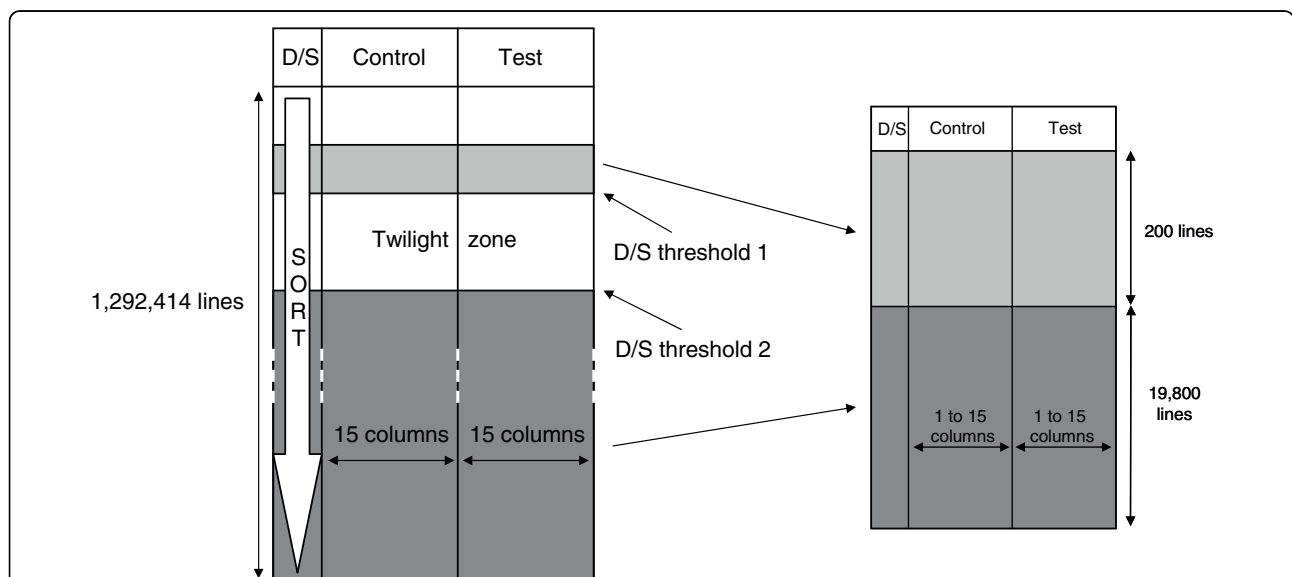 D/S Control Test
Twilight zone
D/S threshold 1
D/S threshold 2
1,292,414 lines
SORT
15 columns 15 columns
D/S Control Test
200 lines
19,800
lines
1 to 15
columns
1 to 15
columns